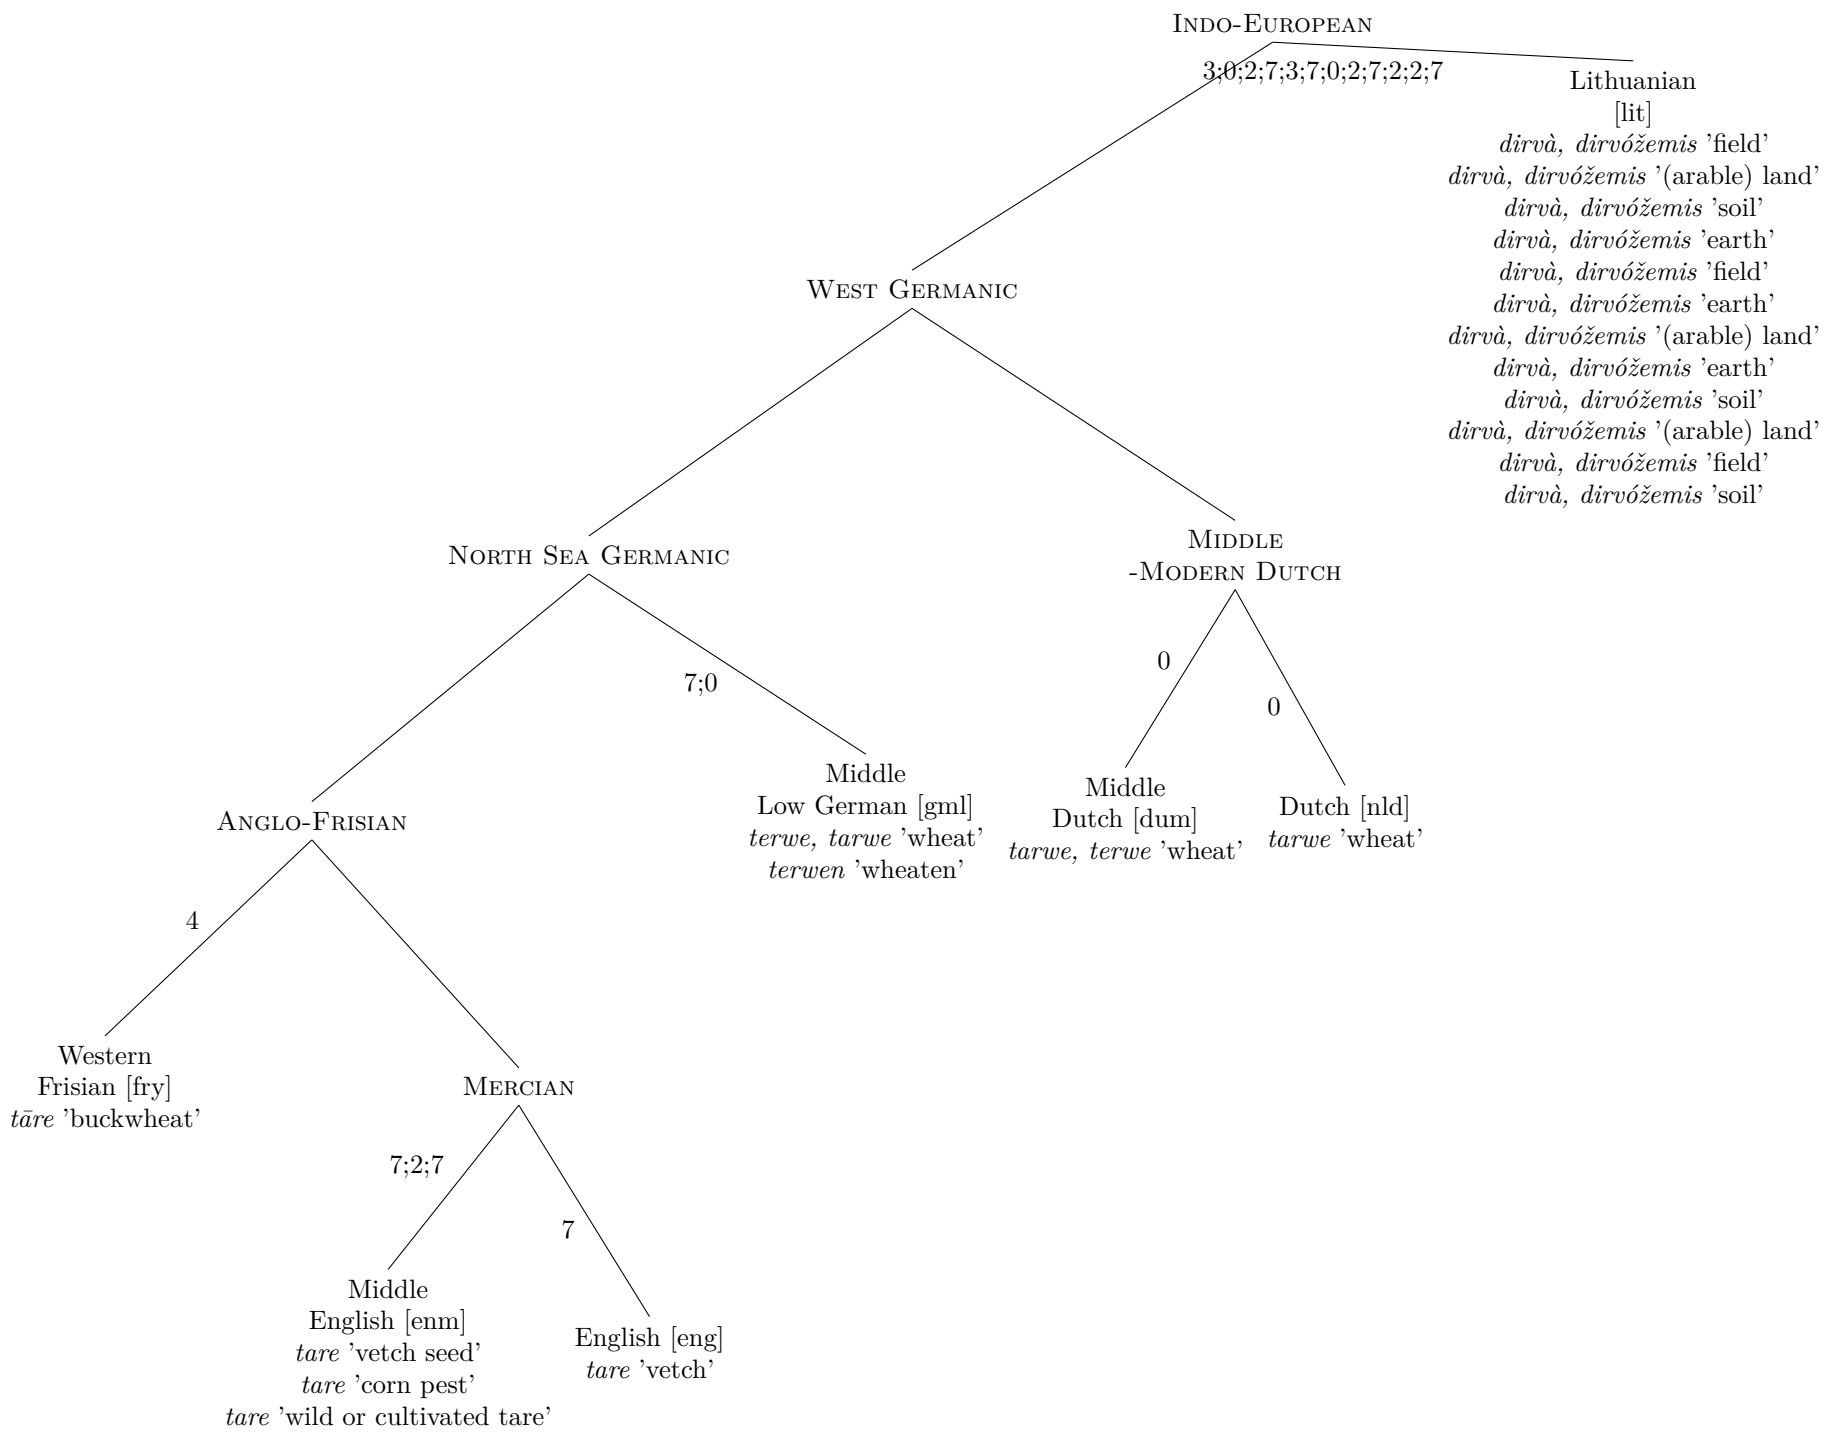 INDO-EUROPEAN
3;0;2;7;3;7;0;2;7;2;2;7
Lithuanian
[lit]
dirvà, dirvóžemis ’field’
dirvà, dirvóžemis ’(arable) land’
dirvà, dirvóžemis ’soil’
dirvà, dirvóžemis ’earth’
dirvà, dirvóžemis ’field’
dirvà, dirvóžemis ’earth’
dirvà, dirvóžemis ’(arable) land’
dirvà, dirvóžemis ’earth’
dirvà, dirvóžemis ’soil’
dirvà, dirvóžemis ’(arable) land’
dirvà, dirvóžemis ’field’
dirvà, dirvóžemis ’soil’
WEST GERMANIC
NORTH SEA GERMANIC
MIDDLE
-MODERN DUTCH
7;0
0
0
Middle
Low German [gml]
terwe, tarwe ’wheat’
terwen ’wheaten’
Middle
Dutch [dum]
tarwe, terwe ’wheat’
Dutch [nld]
tarwe ’wheat’
ANGLO-FRISIAN
4
Western
Frisian [fry]
tāre ’buckwheat’
MERCIAN
7;2;7
7
Middle
English [enm]
tare ’vetch seed’
tare ’corn pest’
tare ’wild or cultivated tare’
English [eng]
tare ’vetch’